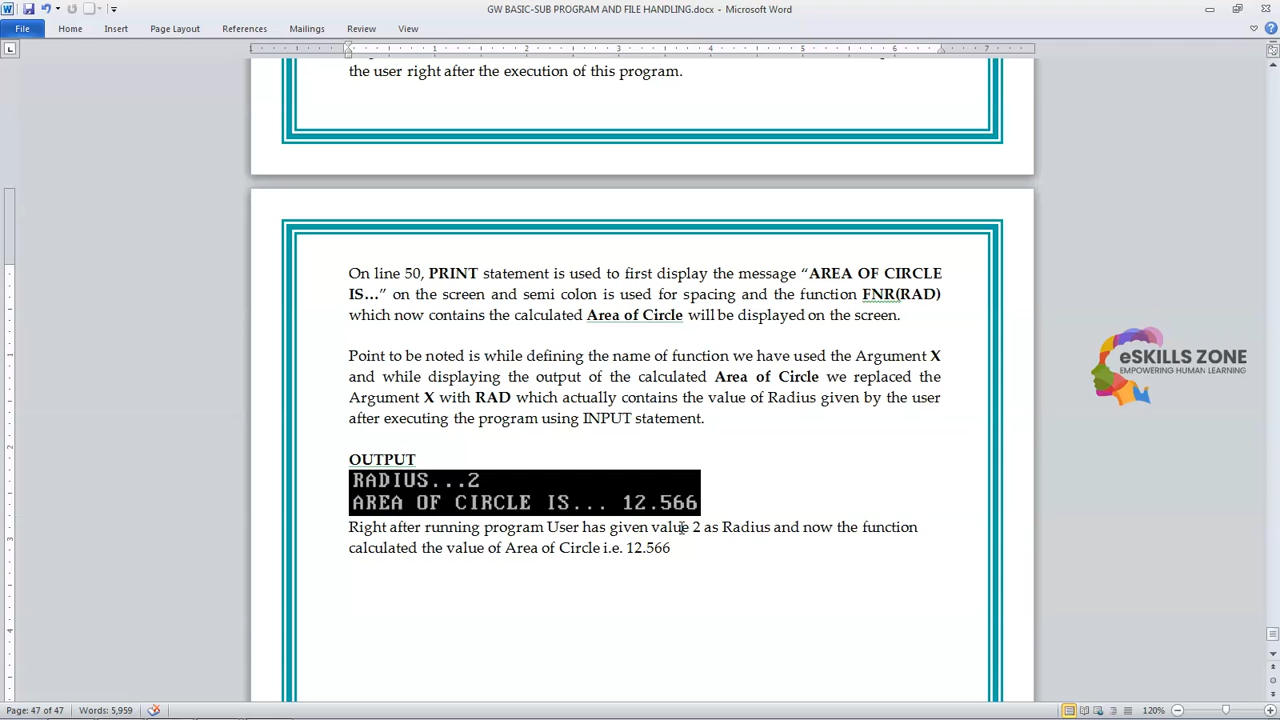 GW BASIC-SUB PROGRAM AND FILE HANDLING.docx - Microsoft Word
File Home Insert Page Layout References Mailings Review View
1 1 2 3 4 5 6 7
the user right after the execution of this program.
On line 50, PRINT statement is used to first display the message “AREA OF CIRCLE
IS…” on the screen and semi colon is used for spacing and the function FNR(RAD)
which now contains the calculated Area of Circle will be displayed on the screen.
Point to be noted is while defining the name of function we have used the Argument X
and while displaying the output of the calculated Area of Circle we replaced the
Argument X with RAD which actually contains the value of Radius given by the user
after executing the program using INPUT statement.
eSKILLS ZONE
EMPOWERING HUMAN LEARNING
OUTPUT
RADIUS...2
AREA OF CIRCLE IS... 12.566
Right after running program User has given value 2 as Radius and now the function
calculated the value of Area of Circle i.e. 12.566
Page: 47 of 47 Words: 5,959 120%